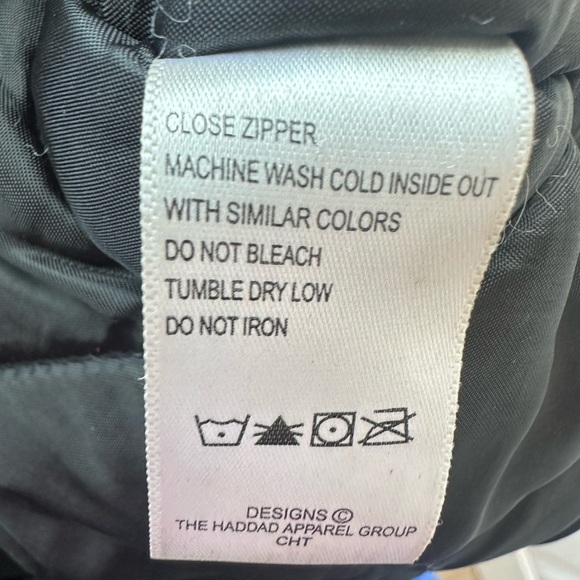 CLOSE ZIPPER
MACHINE WASH COLD INSIDE OUT
WITH SIMILAR COLORS
DO NOT BLEACH
TUMBLE DRY LOW
DO NOT IRON
DESIGNS ©
THE HADDAD APPAREL GROUP
CHT